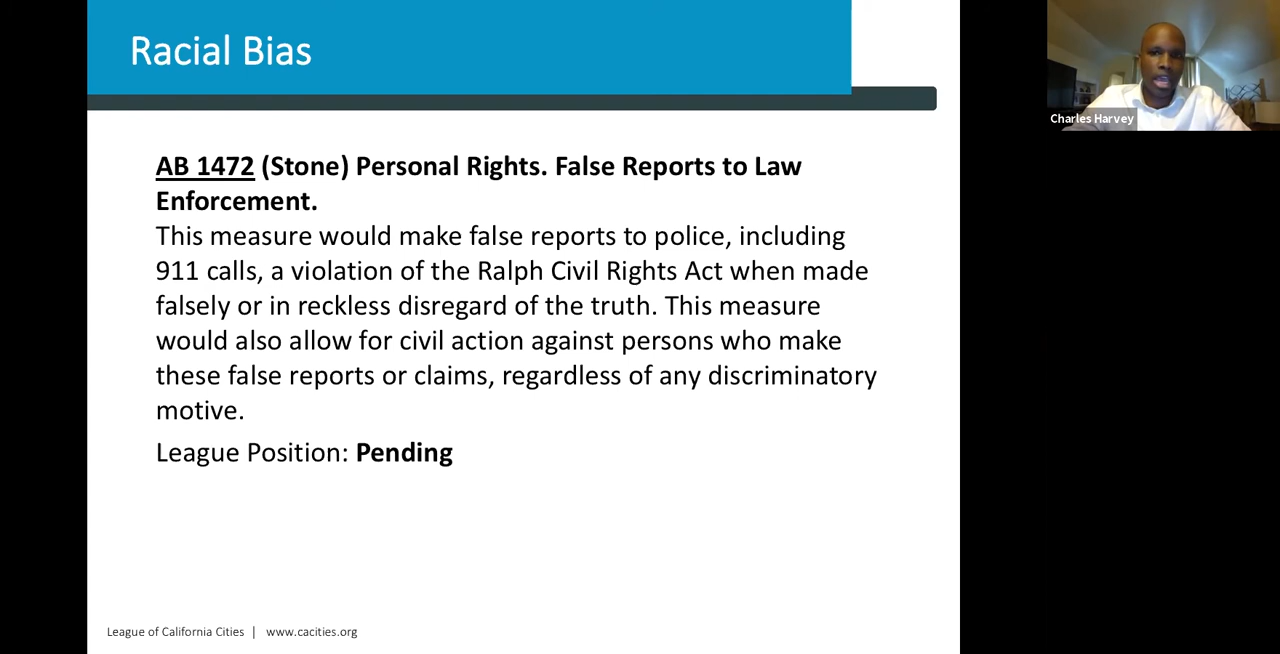 Racial Bias
Charles Harvey
AB 1472 (Stone) Personal Rights. False Reports to Law
Enforcement.
This measure would make false reports to police, including
911 calls, a violation of the Ralph Civil Rights Act when made
falsely or in reckless disregard of the truth. This measure
would also allow for civil action against persons who make
these false reports or claims, regardless of any discriminatory
motive.
League Position: Pending
League of California Cities | www.cacities.org